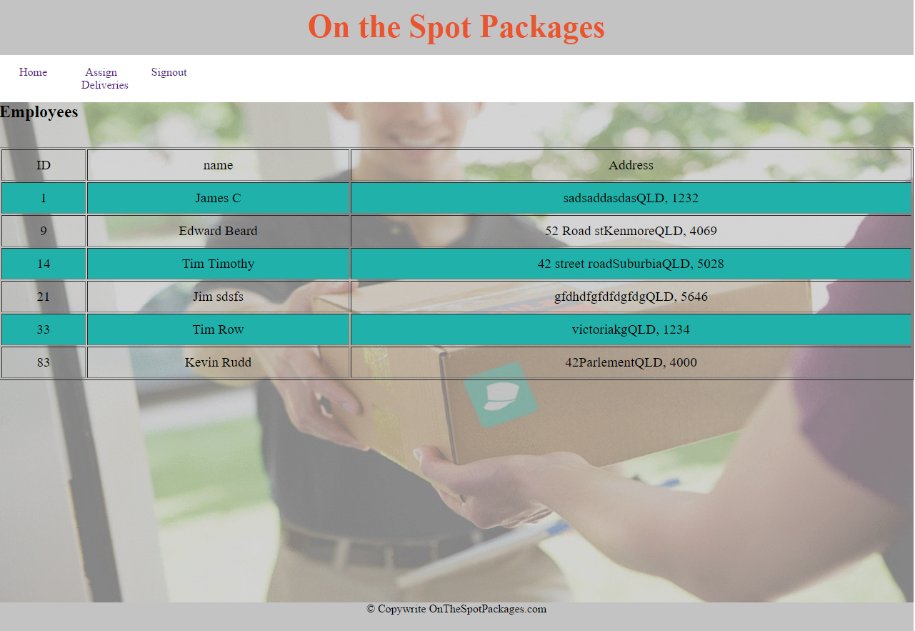 On the Spot Packages
Home Assign Signout
Deliveries
Employees
ID name Address
1 James C sadsaddasdasQLD, 1232
9 Edward Beard 52 Road stKenmoreQLD, 4069
14 Tim Timothy 42 street roadSuburbiaQLD, 5028
21 Jim sdsfs gfdhdfgfdfdgfdgQLD, 5646
33 Tim Row victoriakgQLD, 1234
83 Kevin Rudd 42ParlementQLD, 4000
© Copywrite OnTheSpotPackages.com